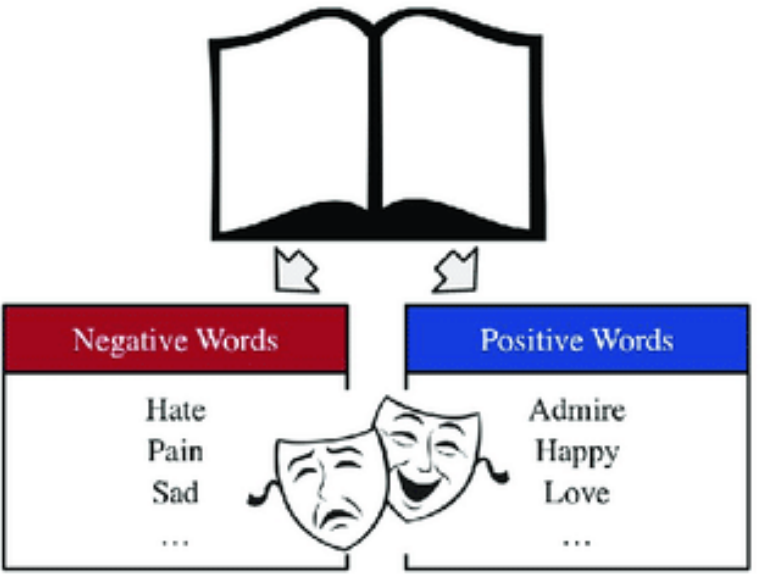 Negative Words
Hate
Pain
Sad
...
Positive Words
Admire
Happy
Love
...